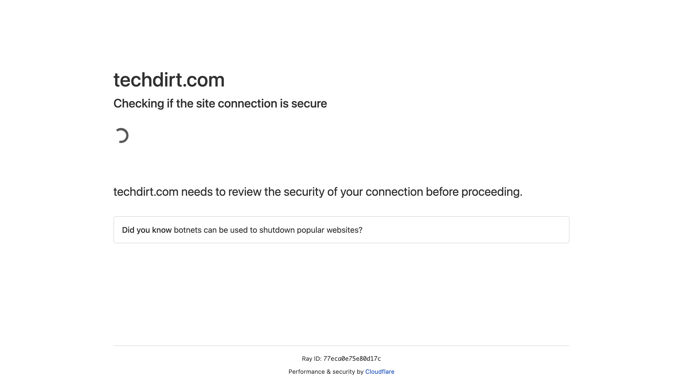 techdirt.com
Checking if the site connection is secure
techdirt.com needs to review the security of your connection before proceeding.
Did you know botnets can be used to shutdown popular websites?
Ray ID: 77eca0e75e80d17c
Performance & security by Cloudflare